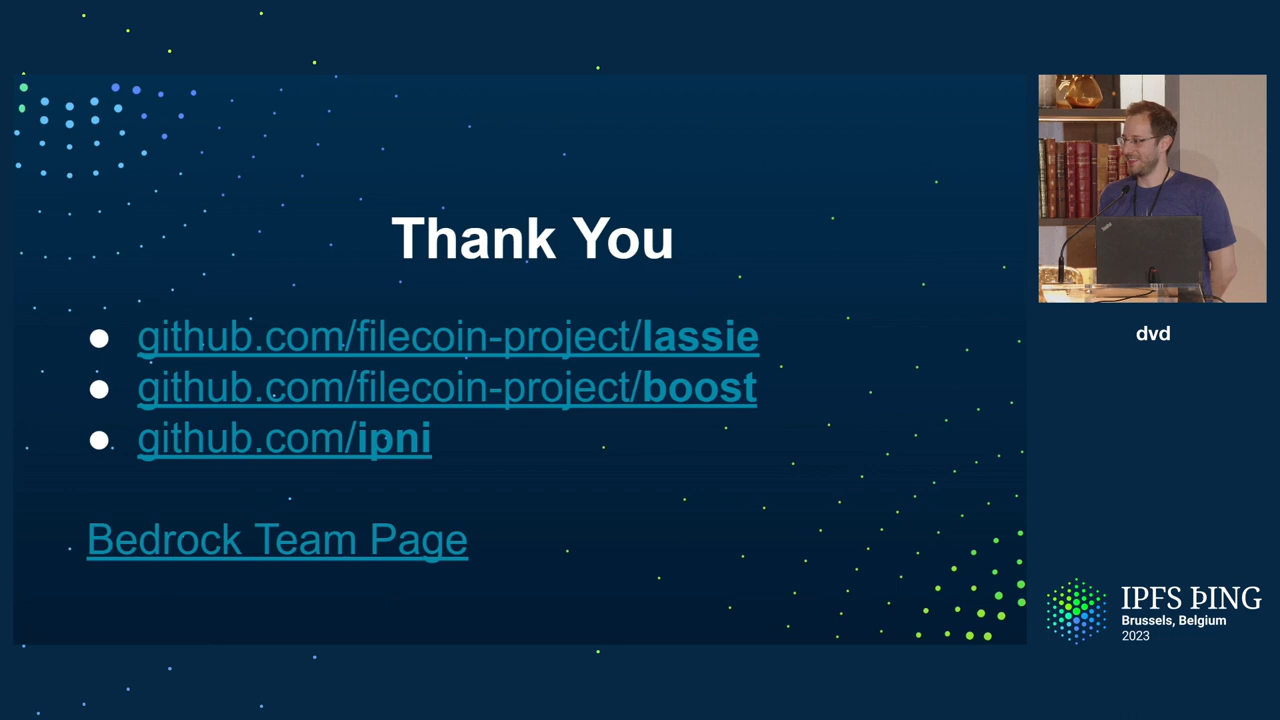 Thank You
● github.com/filecoin-project/lassie
● github.com/filecoin-project/boost
● github.com/ipni
Bedrock Team Page
dvd
IPFS ÞING
Brussels, Belgium
2023